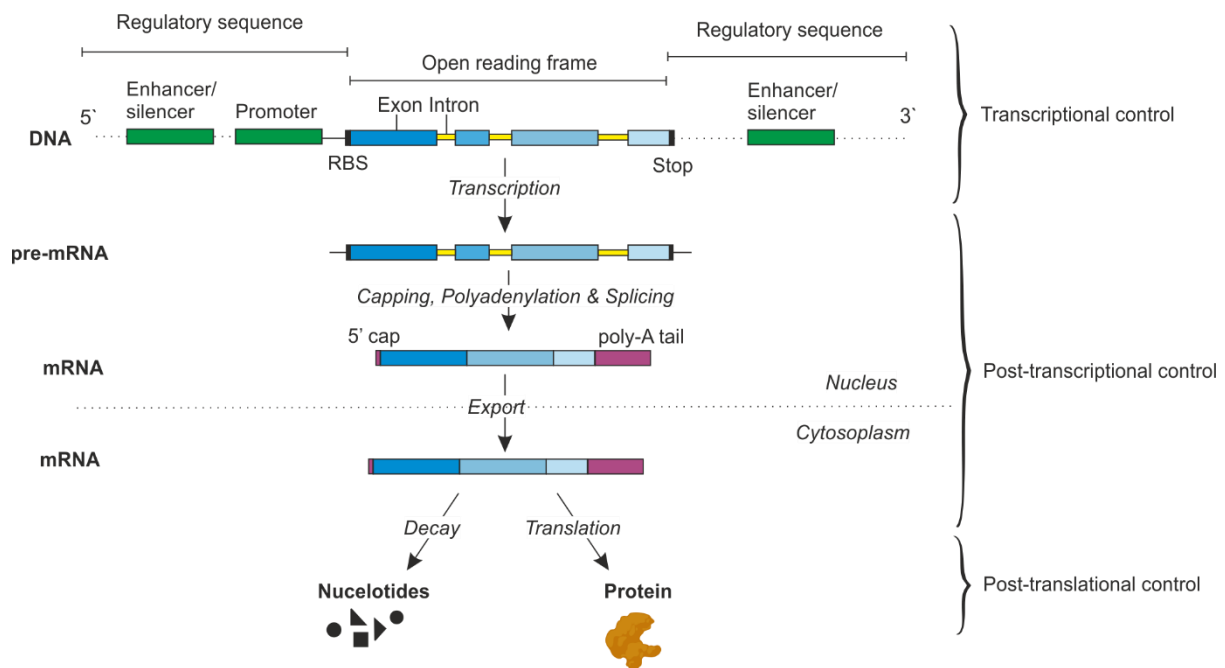 Regulatory sequence
Regulatory sequence
Open reading frame
Enhancer/
silencer
Promoter
Exon Intron
Enhancer/
silencer
5`
3`
DNA
RBS
Stop
Transcriptional control
Transcription
pre-mRNA
Capping, Polyadenylation & Splicing
5' cap
poly-A tail
mRNA
Nucleus
Post-transcriptional control
Export
Cytosoplasm
mRNA
Decay
Translation
Nucelotides
Protein
Post-translational control